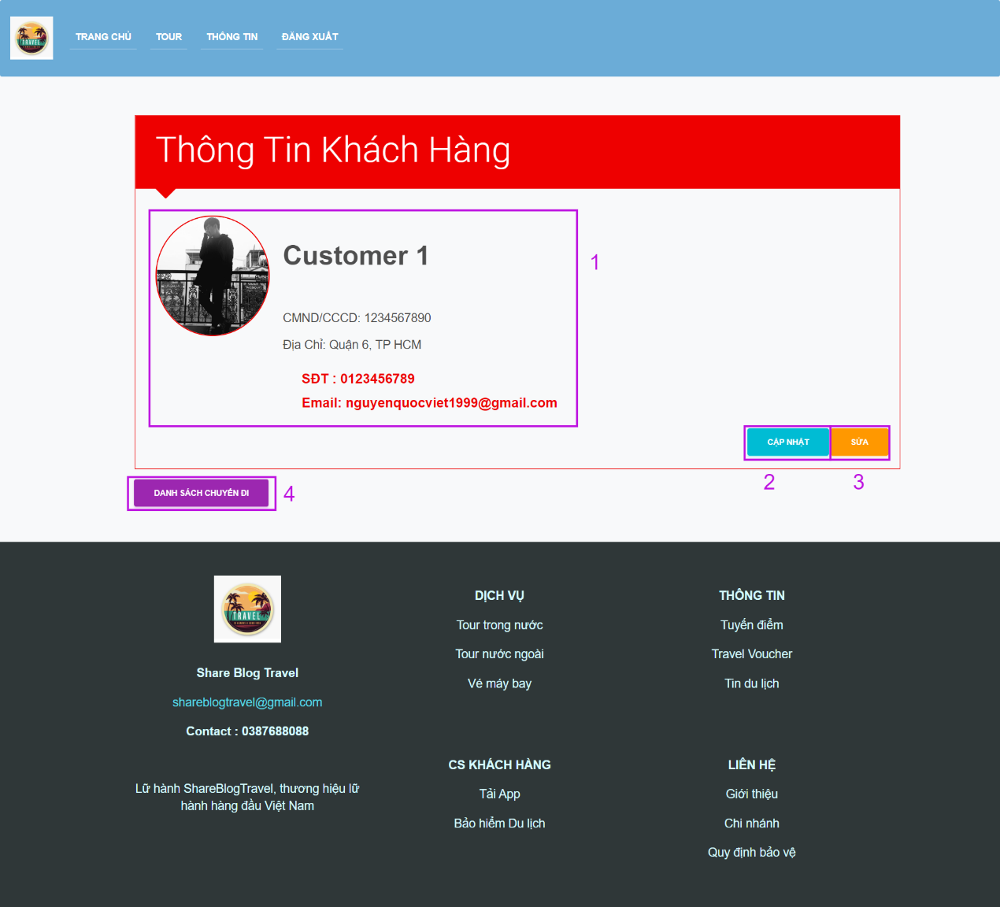 TRAVEL
TRANG CHỦ
TOUR
THÔNG TIN
ĐĂNG XUẤT
Thông Tin Khách Hàng
Customer 1
1
CMND/CCCD: 1234567890
Địa Chỉ: Quận 6, TP HCM
SĐT : 0123456789
Email: nguyenquocviet1999@gmail.com
CẬP NHẬT
SỬA
2
3
DANH SÁCH CHUYẾN ĐI
4
TRAVEL
Share Blog Travel
shareblogtravel@gmail.com
Contact : 0387688088
Lữ hành ShareBlogTravel, thương hiệu lữ
hành hàng đầu Việt Nam
DỊCH VỤ
Tour trong nước
Tour nước ngoài
Vé máy bay
THÔNG TIN
Tuyến điểm
Travel Voucher
Tin du lịch
CS KHÁCH HÀNG
Tải App
Bảo hiểm Du lịch
LIÊN HỆ
Giới thiệu
Chi nhánh
Quy định bảo vệ